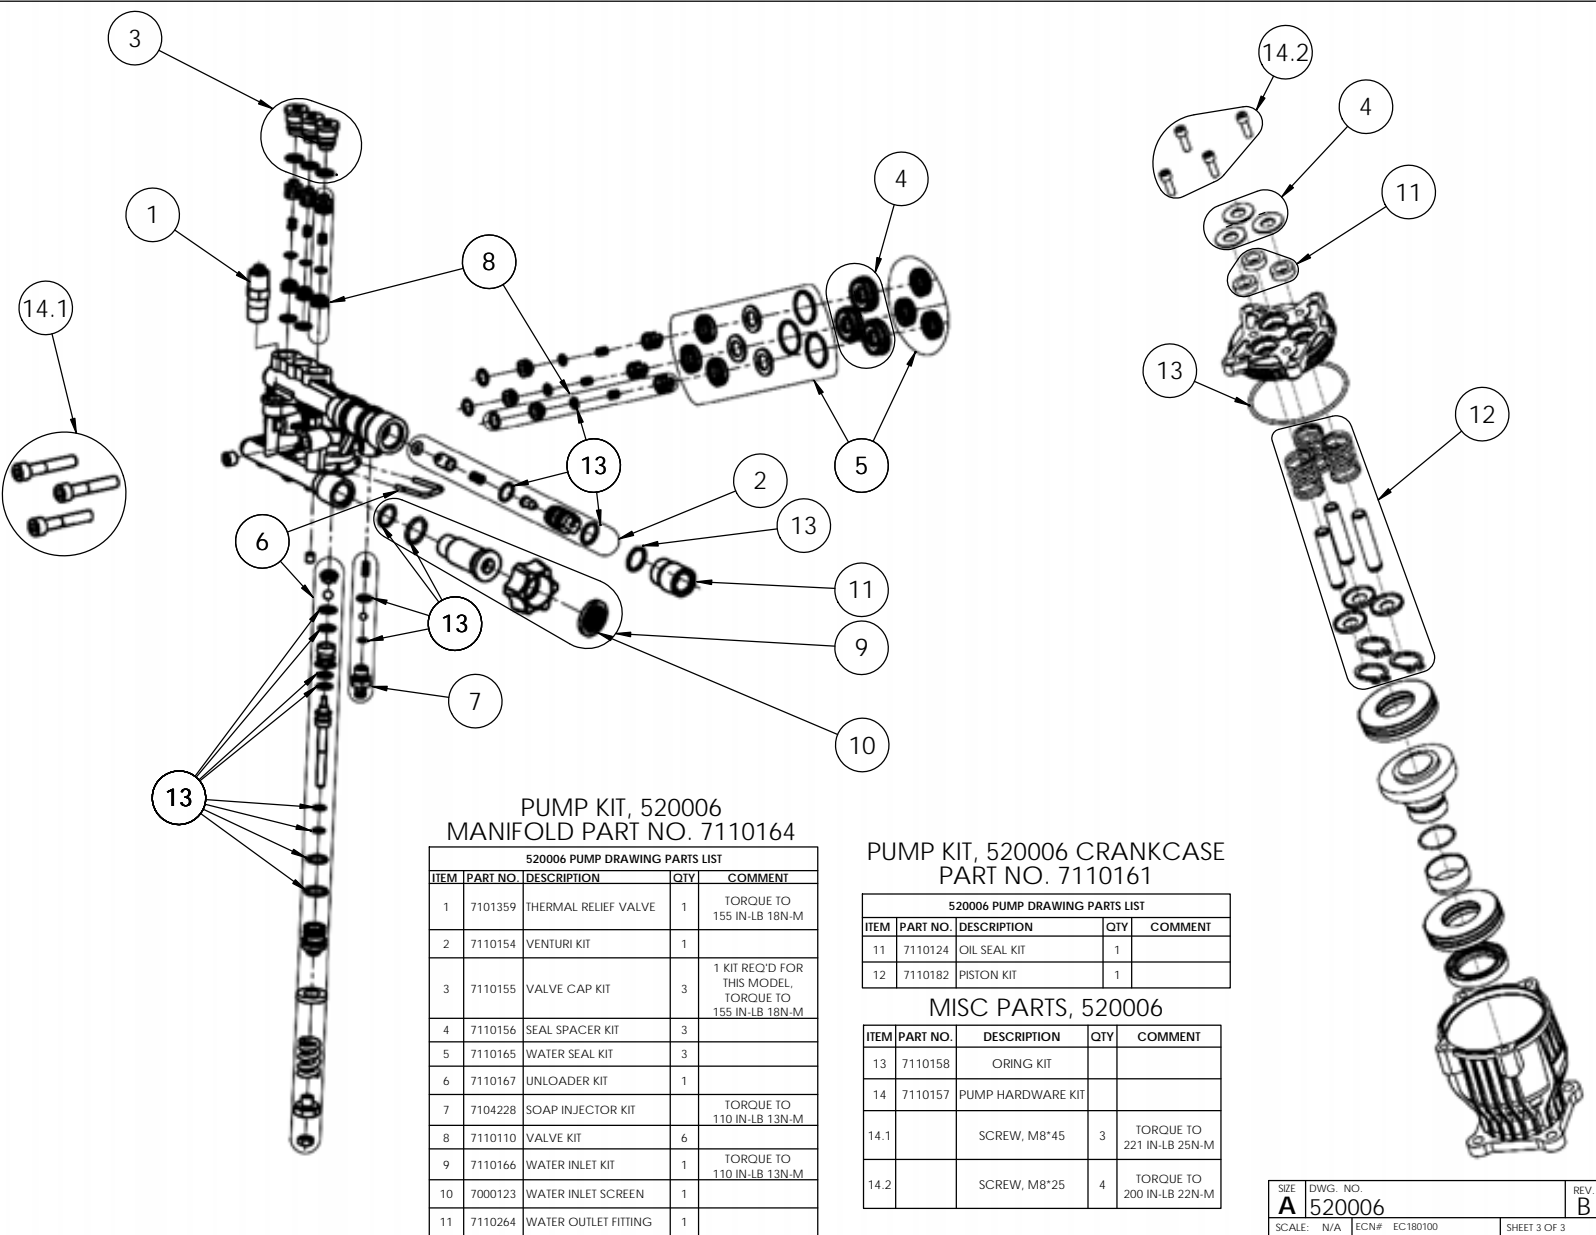 3
14.2
4
4
11
1
8
14.1
13
12
13
5
2
13
6
11
13
9
7
10
13
PUMP KIT, 520006
MANIFOLD PART NO. 7110164
520006 PUMP DRAWING PARTS LIST
ITEM PART NO. DESCRIPTION QTY COMMENT
1 7101359 THERMAL RELIEF VALVE 1 TORQUE TO
155 IN-LB 18N-M
2 7110154 VENTURI KIT 1
3 7110155 VALVE CAP KIT 3 1 KIT REQ'D FOR
THIS MODEL,
TORQUE TO
155 IN-LB 18N-M
4 7110156 SEAL SPACER KIT 3
5 7110165 WATER SEAL KIT 3
6 7110167 UNLOADER KIT 1
7 7104228 SOAP INJECTOR KIT TORQUE TO
110 IN-LB 13N-M
8 7110110 VALVE KIT 6
9 7110166 WATER INLET KIT 1 TORQUE TO
110 IN-LB 13N-M
10 7000123 WATER INLET SCREEN 1
11 7110264 WATER OUTLET FITTING 1
PUMP KIT, 520006 CRANKCASE
PART NO. 7110161
520006 PUMP DRAWING PARTS LIST
ITEM PART NO. DESCRIPTION QTY COMMENT
11 7110124 OIL SEAL KIT 1
12 7110182 PISTON KIT 1
MISC PARTS, 520006
ITEM PART NO. DESCRIPTION QTY COMMENT
13 7110158 ORING KIT
14 7110157 PUMP HARDWARE KIT
14.1 SCREW, M8*45 3 TORQUE TO
221 IN-LB 25N-M
14.2 SCREW, M8*25 4 TORQUE TO
200 IN-LB 22N-M
SIZE DWG. NO. REV.
A 520006 B
SCALE: N/A ECN# EC180100 SHEET 3 OF 3